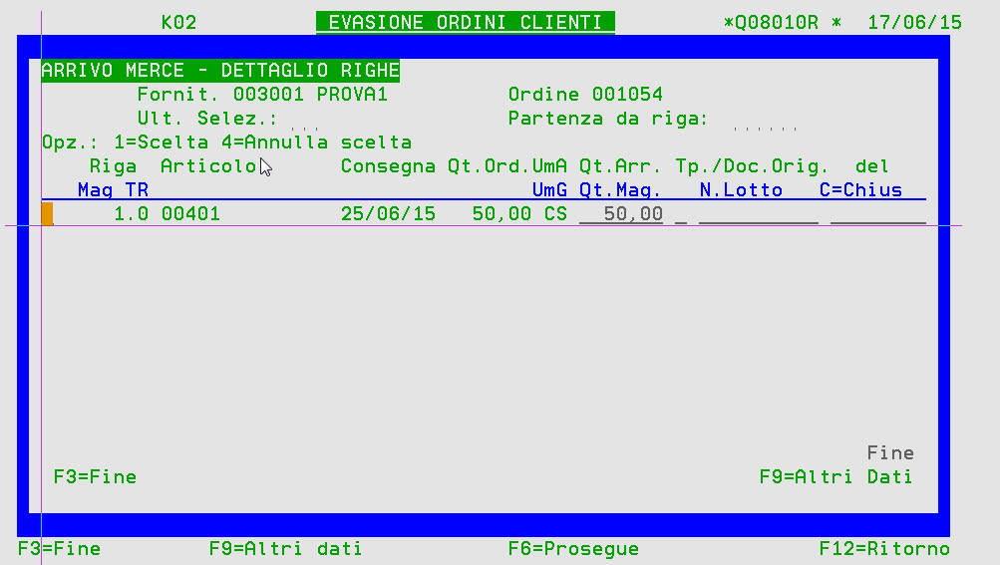 K02 EVASIONE ORDINI CLIENTI *Q08010R * 17/06/15
ARRIVO MERCE - DETTAGLIO RIGHE
Fornit. 003001 PROVA1 Ordine 001054
Ult. Selez.: ... Partenza da riga: ......
Opz.: 1=Scelta 4=Annulla scelta
Riga Articolo Consegna Qt.Ord.UmA Qt.Arr. Tp./Doc.Orig. del
Mag TR UmG Qt.Mag. N.Lotto C=Chius
1.0 00401 25/06/15 50,00 CS 50,00
Fine
F3=Fine F9=Altri Dati
F3=Fine F9=Altri dati F6=Prosegue F12=Ritorno